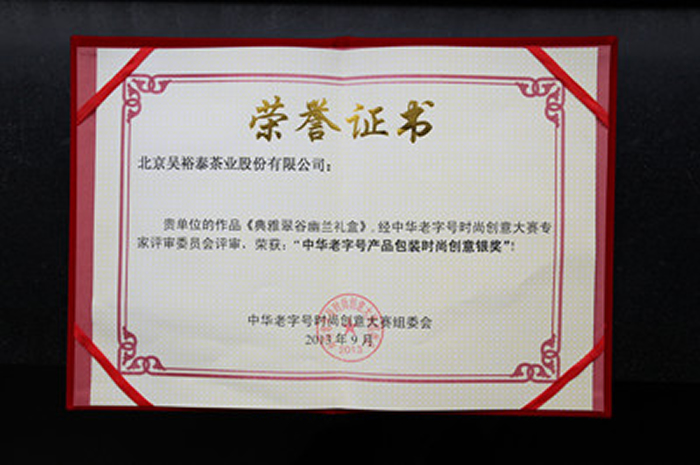 荣誉证书
北京吴裕泰茶业股份有限公司：
贵单位的作品《典雅翠谷幽兰礼盒》，经中华老字号时尚创意大赛专
家评审委员会评审，荣获：“中华老字号产品包装时尚创意银奖”！
中华老字号时尚创意大赛组委会
2013年9月
2013